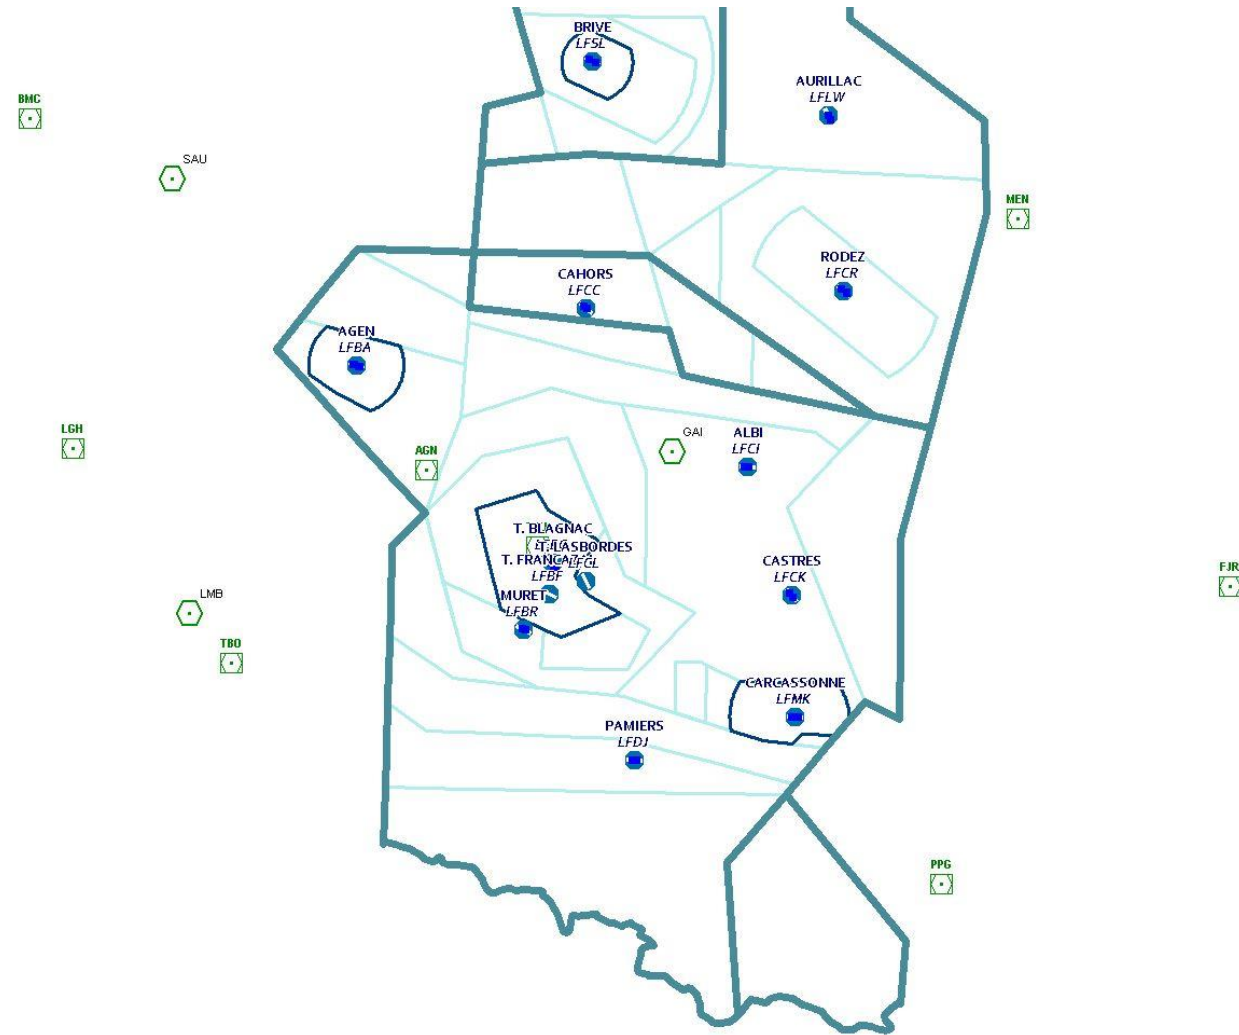 BRIVE
LFSL
AURILLAC
LFLW
BMC
SAU
MEN
RODEZ
LFCR
CAHORS
LFCC
AGEN
LFBA
LGH
AGN
GAI
ALBI
LFCI
T. BLAGNAC
T. LASBORDES
LFCL
LFBF
MURET
LFBR
CASTRES
LFCK
FJR
LMB
TBO
CARCASSONNE
LFMK
PAMIERS
LFDJ
PPG